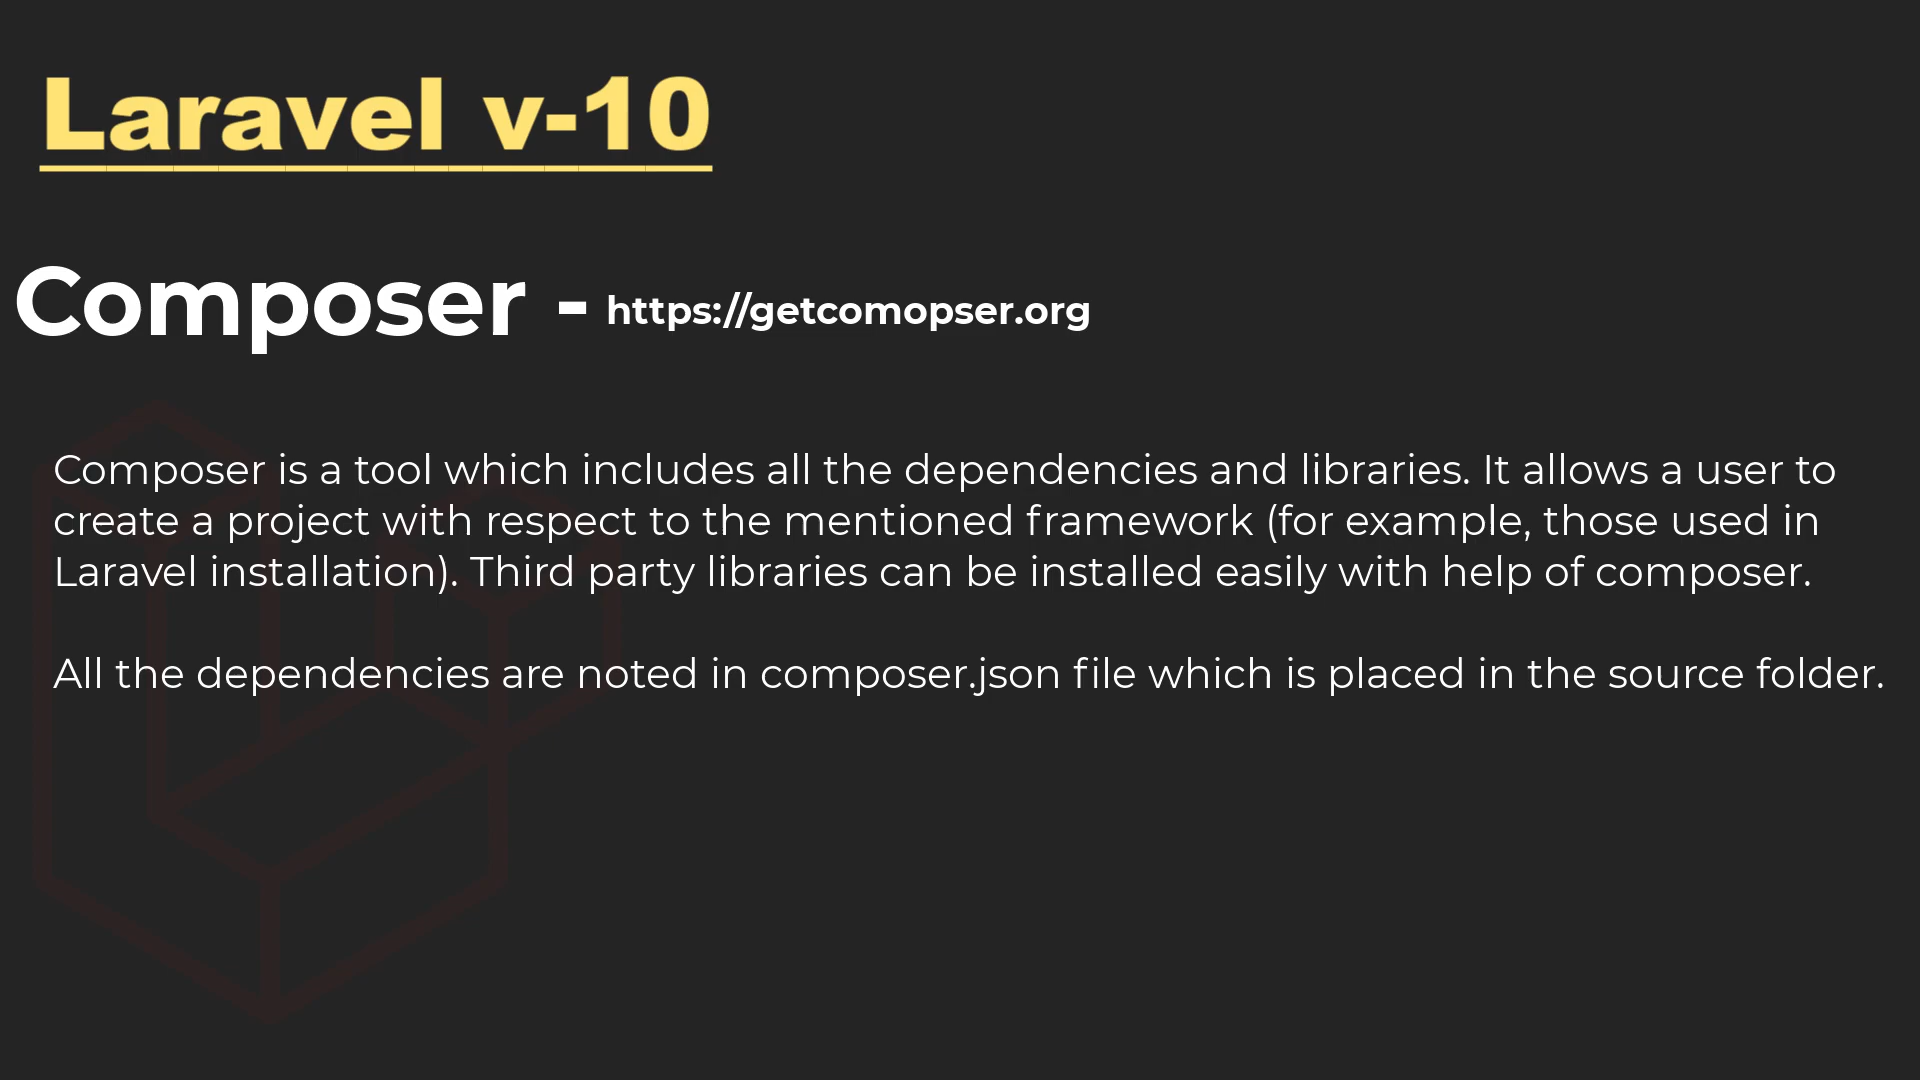 Laravel v-10
Composer - https://getcomopser.org
Composer is a tool which includes all the dependencies and libraries. It allows a user to
create a project with respect to the mentioned framework (for example, those used in
Laravel installation). Third party libraries can be installed easily with help of composer.
All the dependencies are noted in composer.json file which is placed in the source folder.